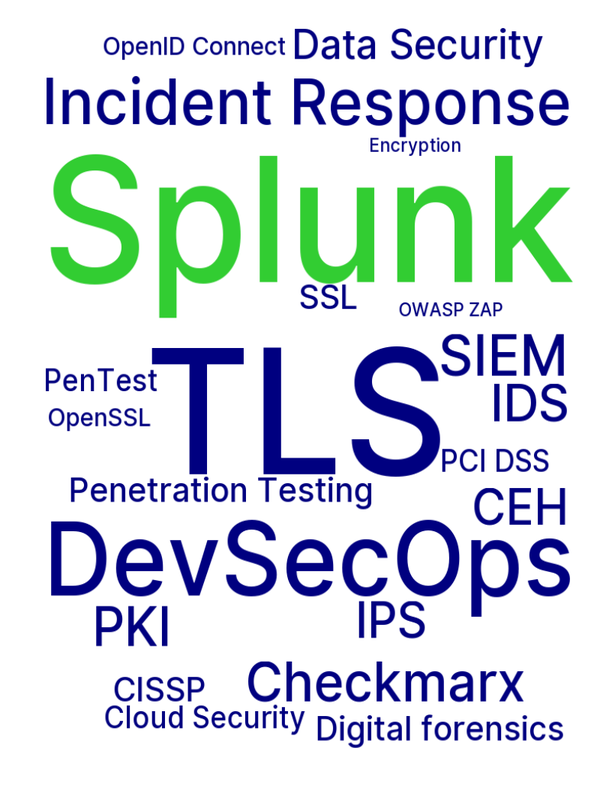 OpenID Connect Data Security
Incident Response
Encryption
Splunk
SSL
OWASP ZAP
TLS
SIEM
PenTest
IDS
OpenSSL
PCI DSS
Penetration Testing
CEH
DevSecOps
PKI
IPS
CISSP
Checkmarx
Cloud Security
Digital forensics